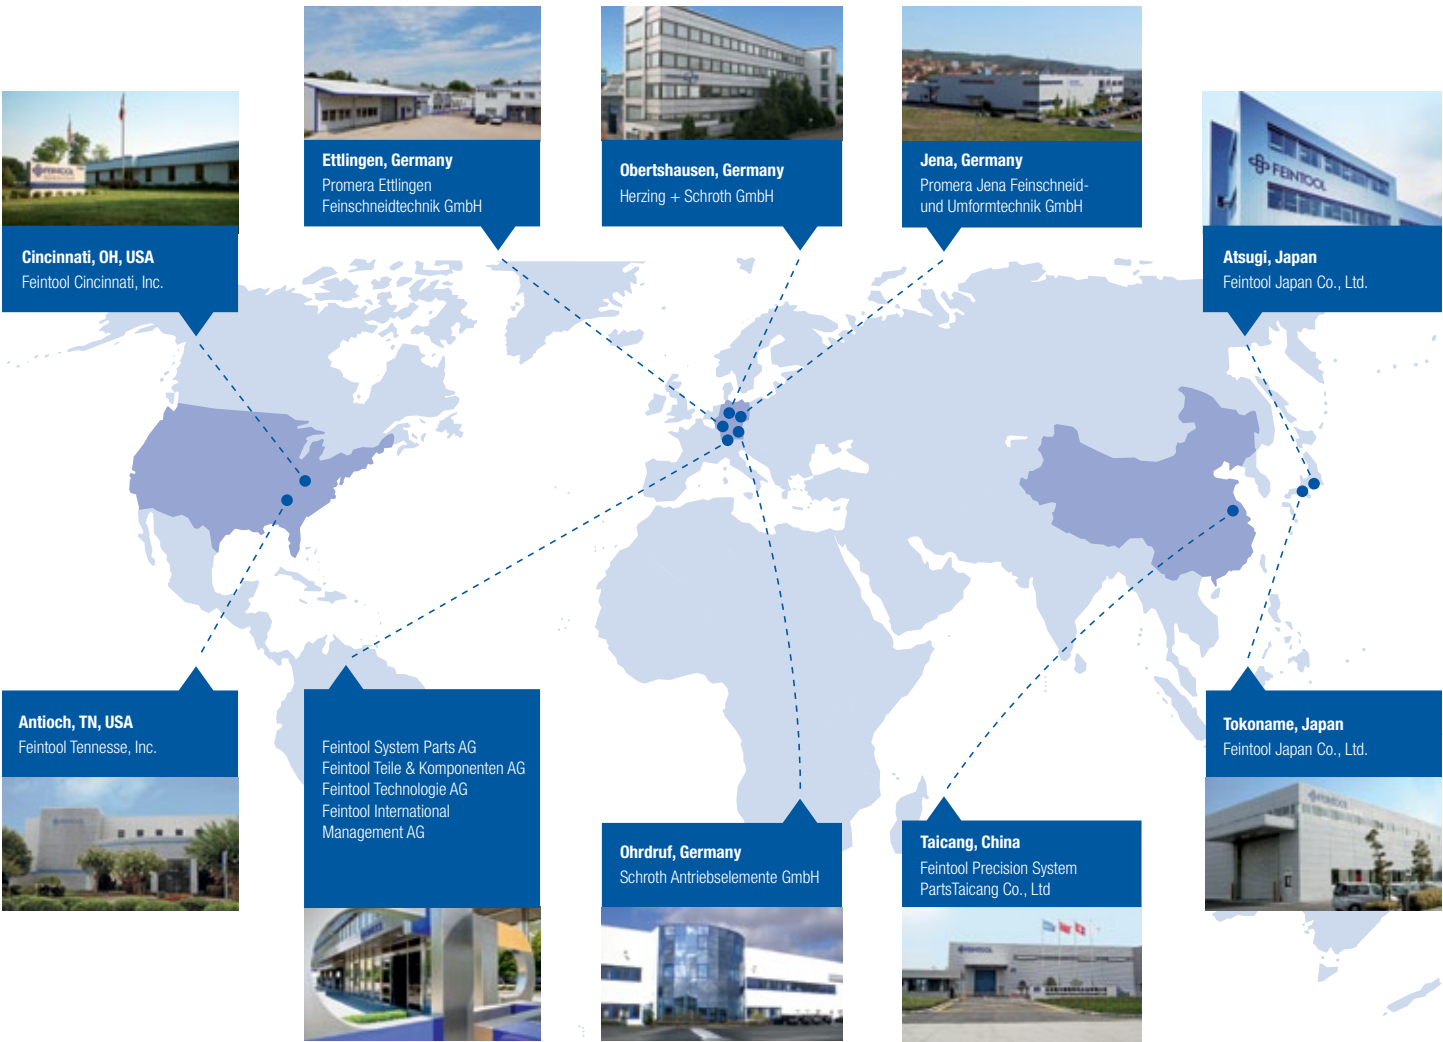 Ettlingen, Germany
Promera Ettlingen
Feinschneidtechnik GmbH
Obertshausen, Germany
Herzing + Schroth GmbH
Jena, Germany
Promera Jena Feinschneid-
und Umformtechnik GmbH
FEINTOOL
Cincinnati, OH, USA
Feintool Cincinnati, Inc.
FEINTOOL
Atsugi, Japan
Feintool Japan Co., Ltd.
Antioch, TN, USA
Feintool Tennesse, Inc.
Feintool System Parts AG
Feintool Teile & Komponenten AG
Feintool Technologie AG
Feintool International
Management AG
Ohrdruf, Germany
Schroth Antriebselemente GmbH
Taicang, China
Feintool Precision System
PartsTaicang Co., Ltd
FEINTOOL
Tokoname, Japan
Feintool Japan Co., Ltd.
FEINTOOL